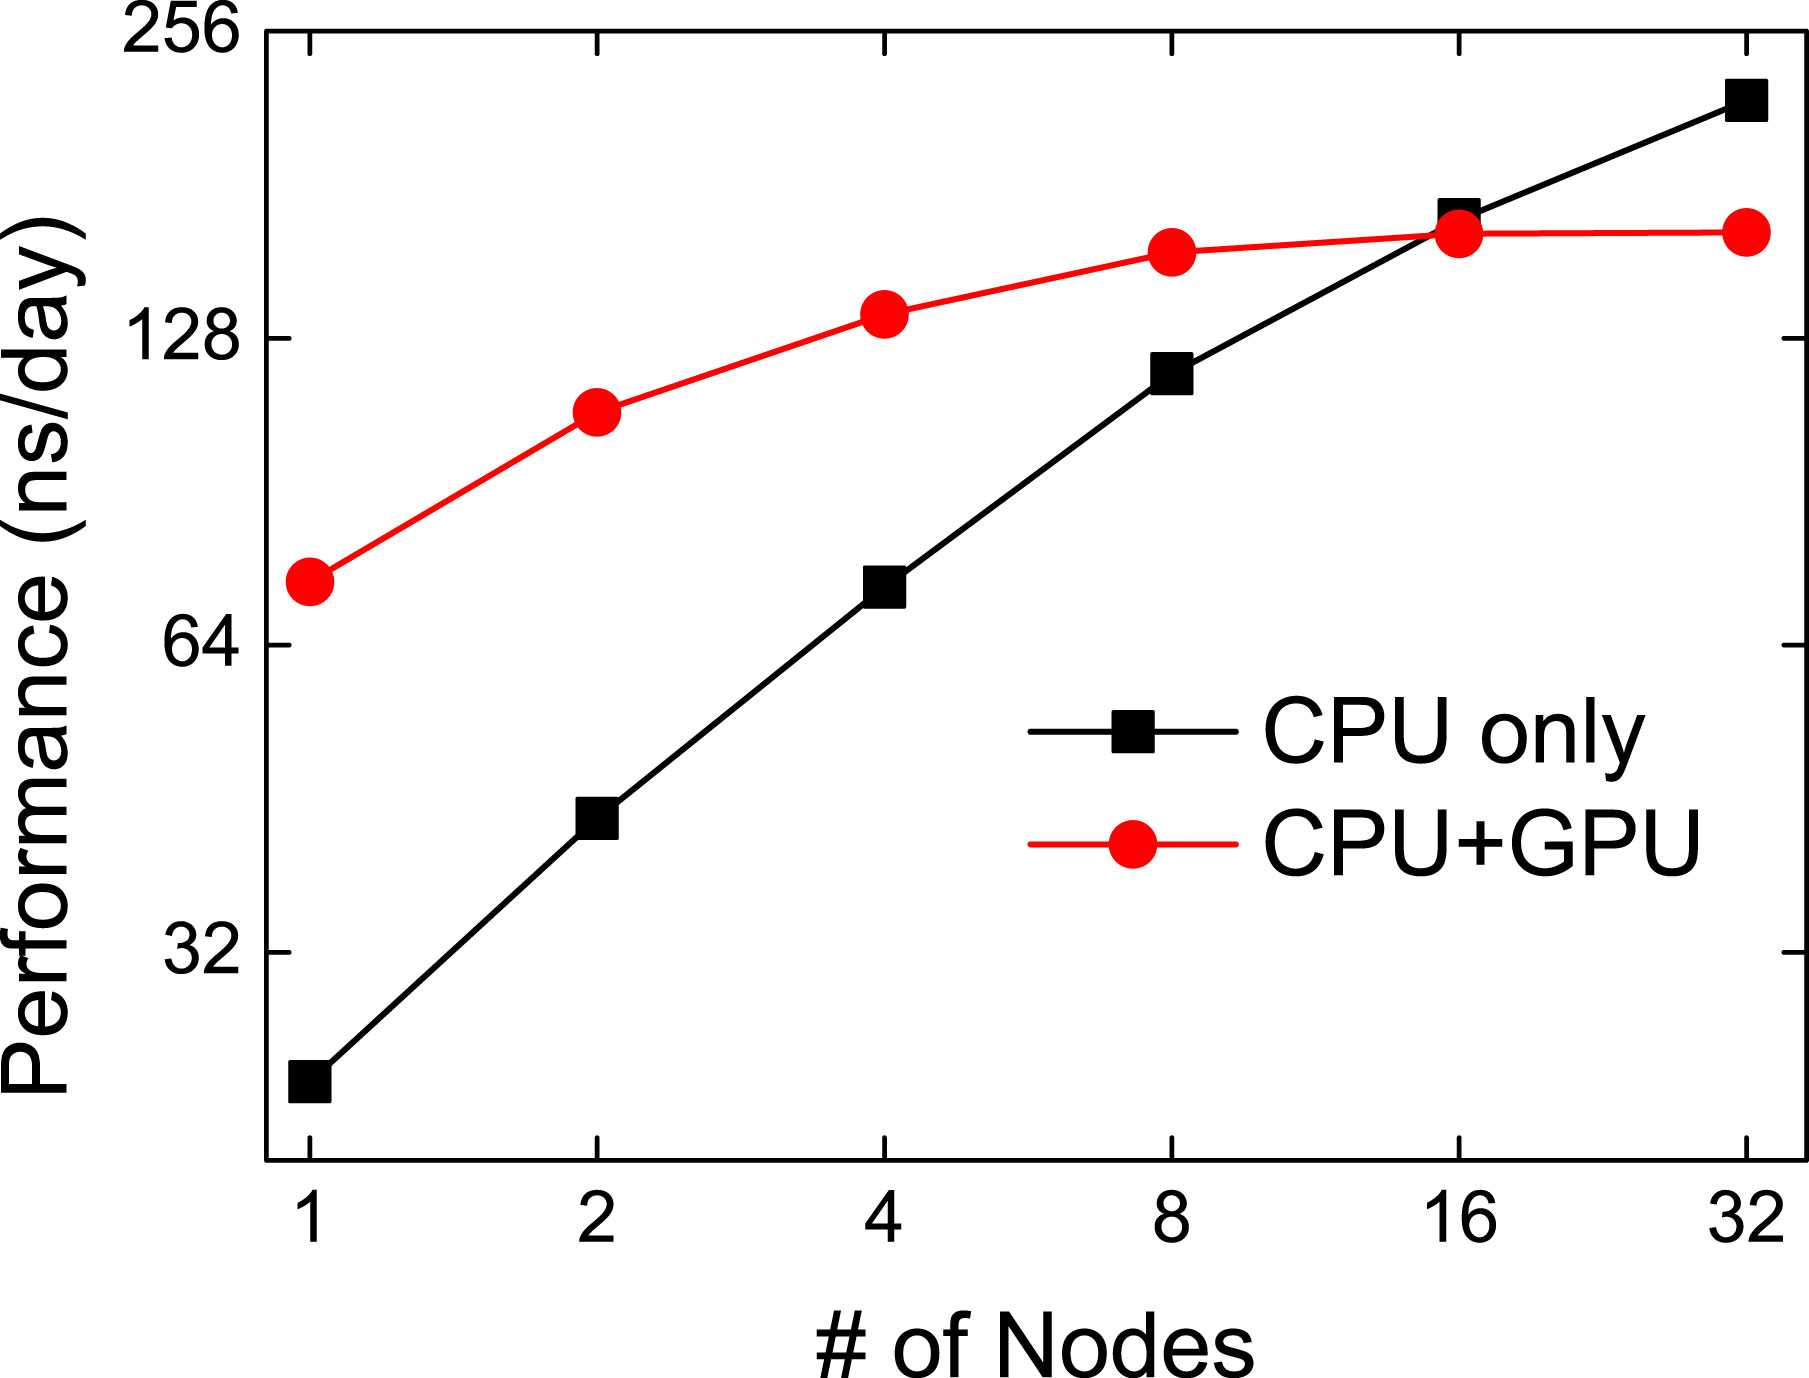 256
128
64
32
Performance (ns/day)
CPU only
CPU+GPU
1 2 4 8 16 32
# of Nodes